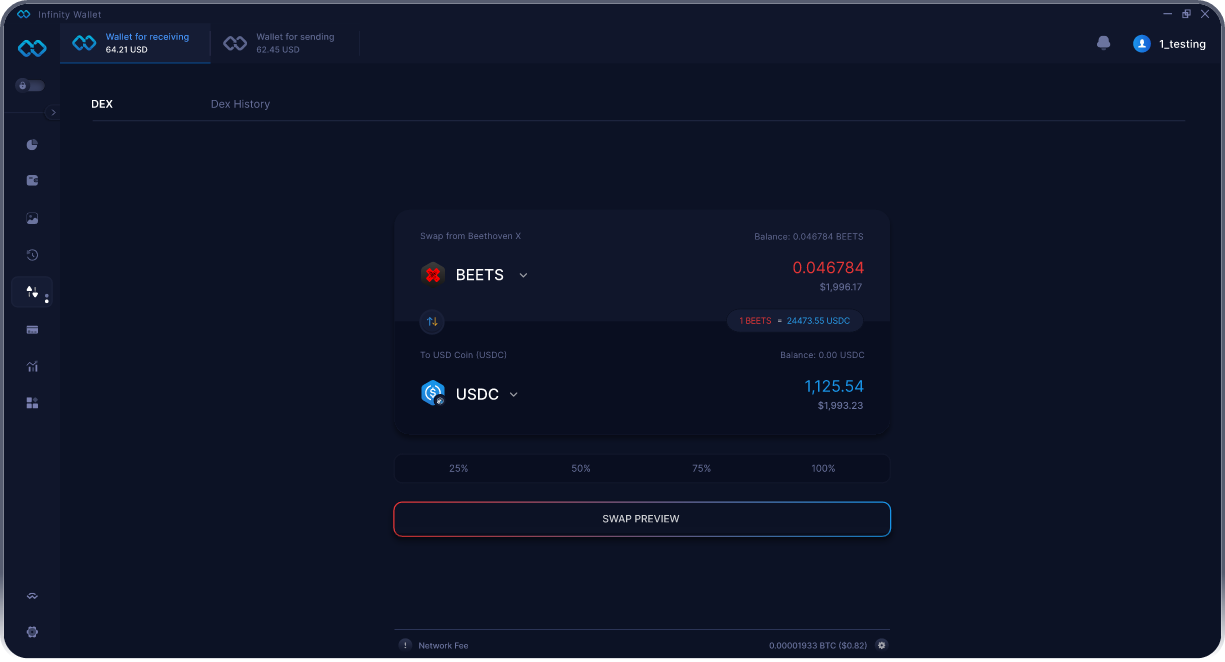 Infinity Wallet
Wallet for receiving
64.21 USD
Wallet for sending
62.45 USD
1_testing
DEX
Dex History
Swap from Beethoven X
Balance: 0.046784 BEETS
BEETS
0.046784
$1,996.17
1 BEETS = 24473.55 USDC
To USD Coin (USDC)
Balance: 0.00 USDC
USDC
1,125.54
$1,993.23
25%
50%
75%
100%
SWAP PREVIEW
! Network Fee
0.00001933 BTC ($0.82)